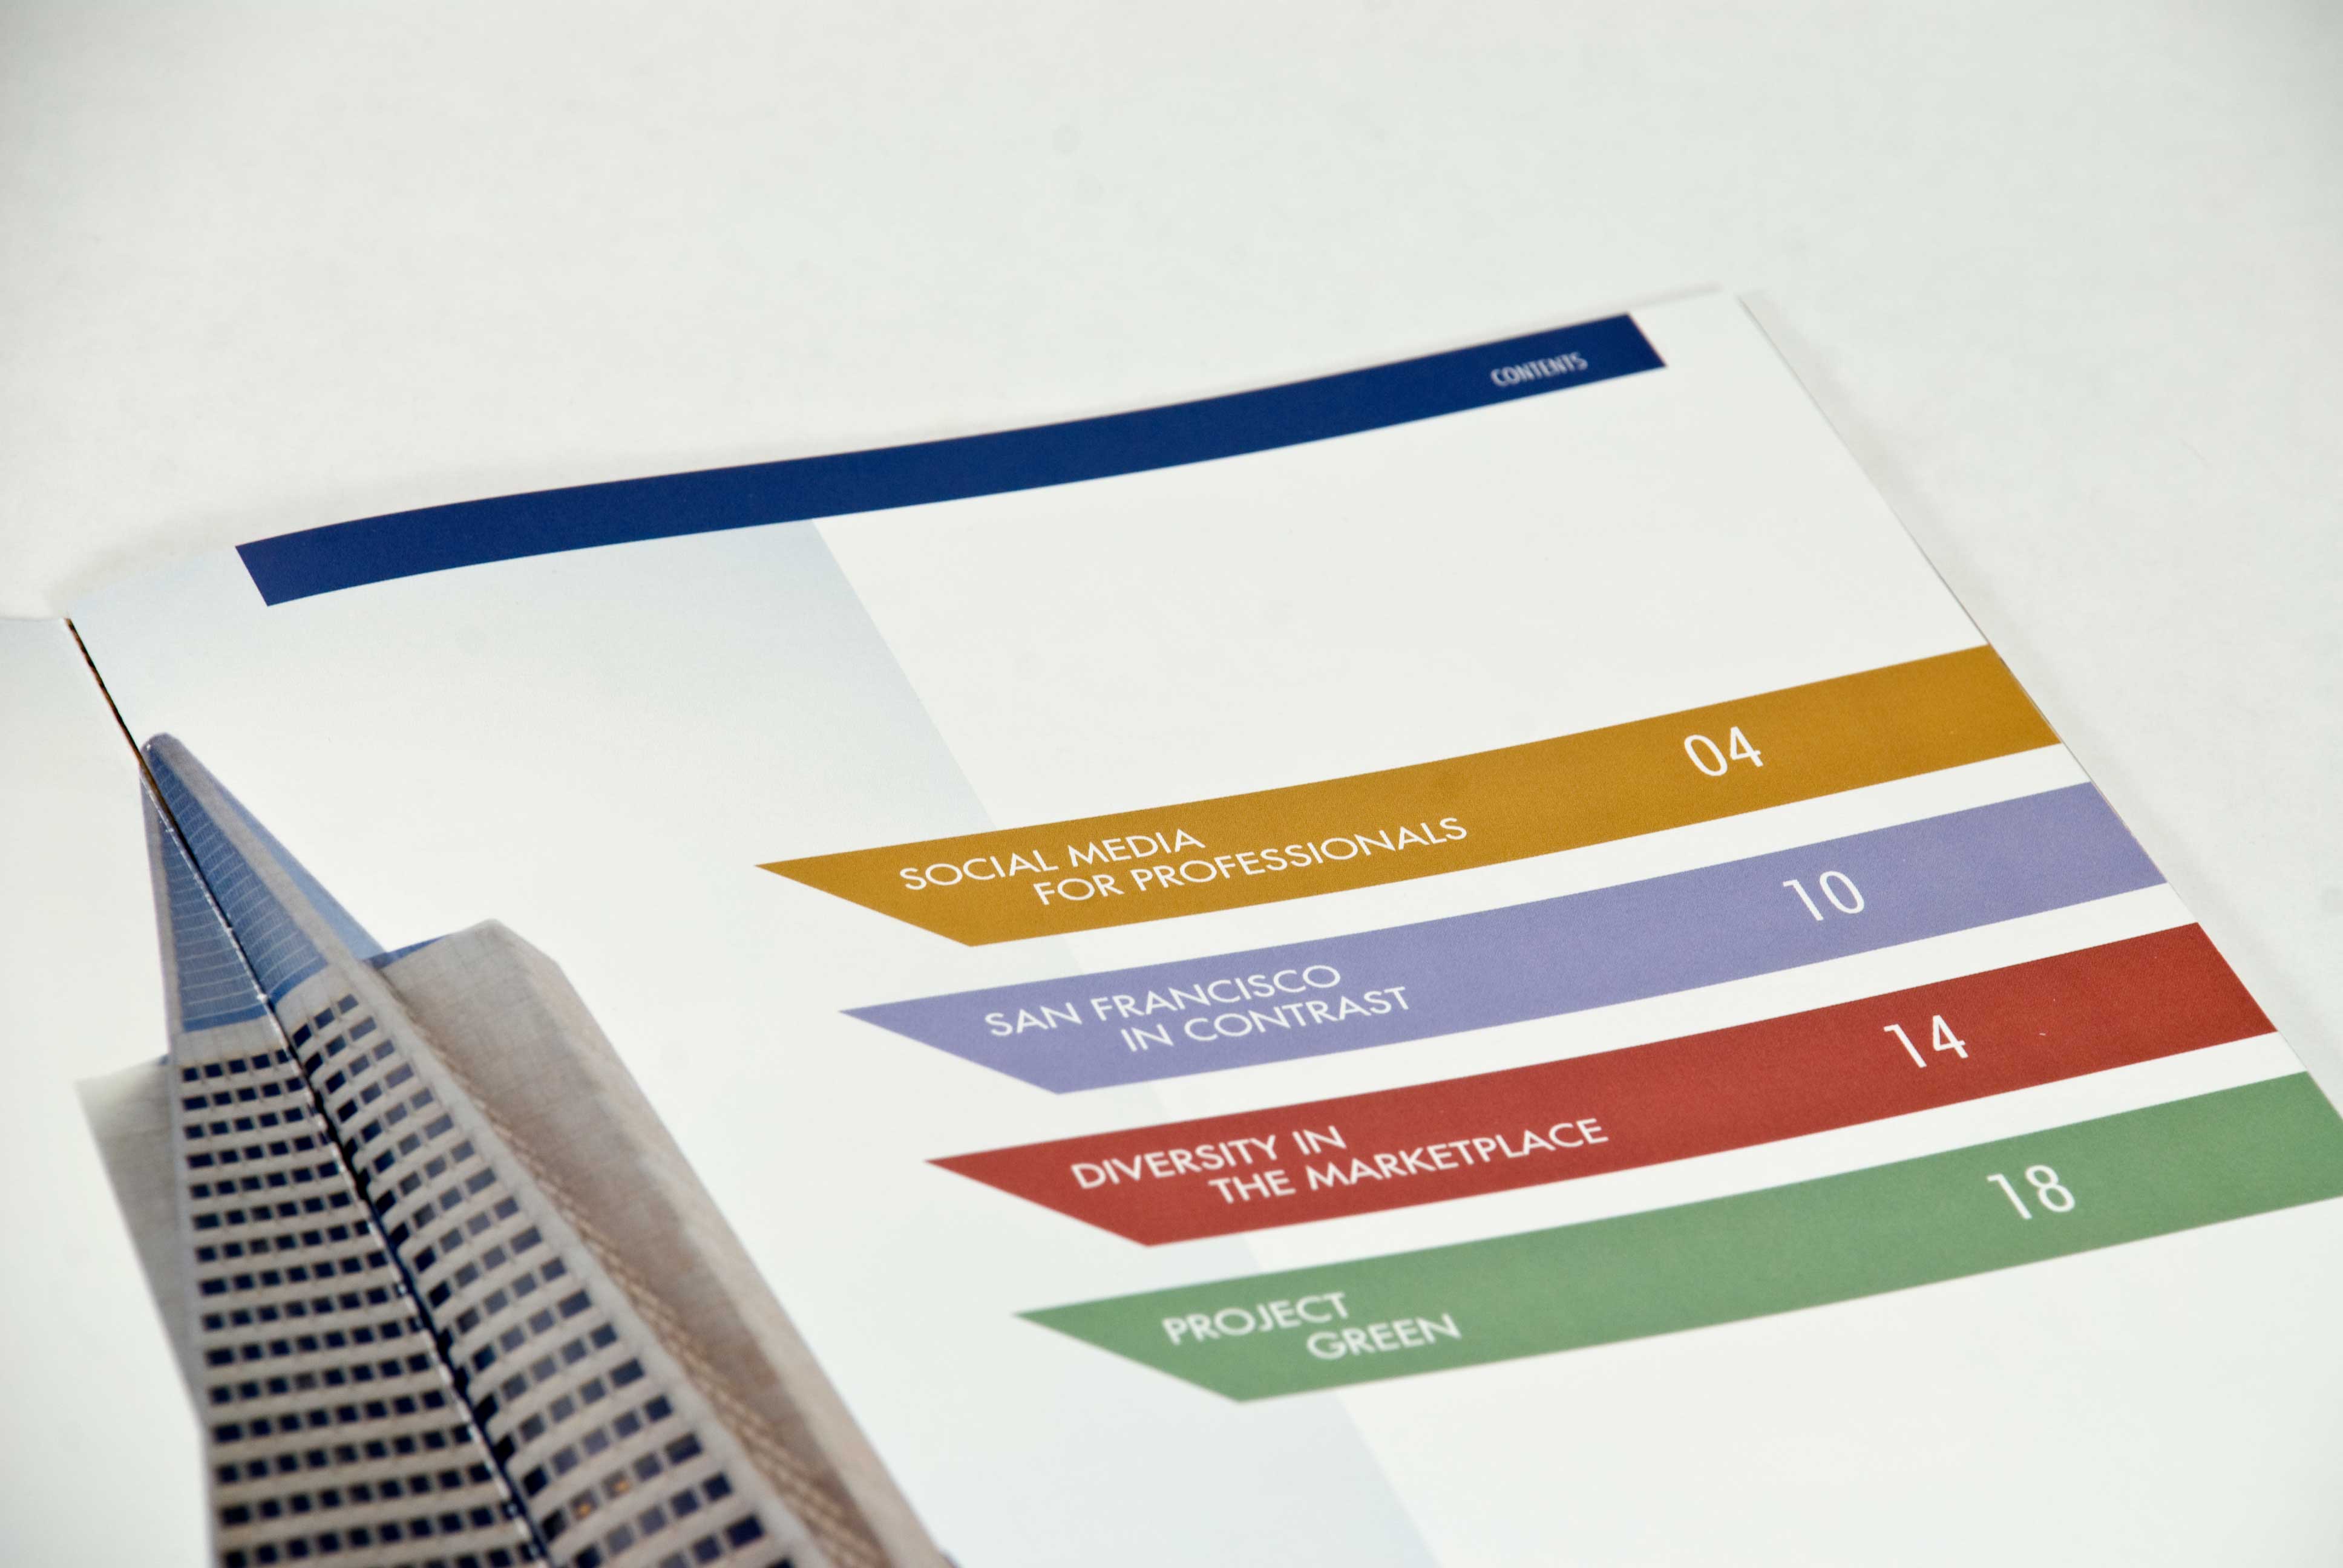 CONTENTS
SOCIAL MEDIA
FOR PROFESSIONALS
04
SAN FRANCISCO
IN CONTRAST
10
DIVERSITY IN
THE MARKETPLACE
14
PROJECT
GREEN
18